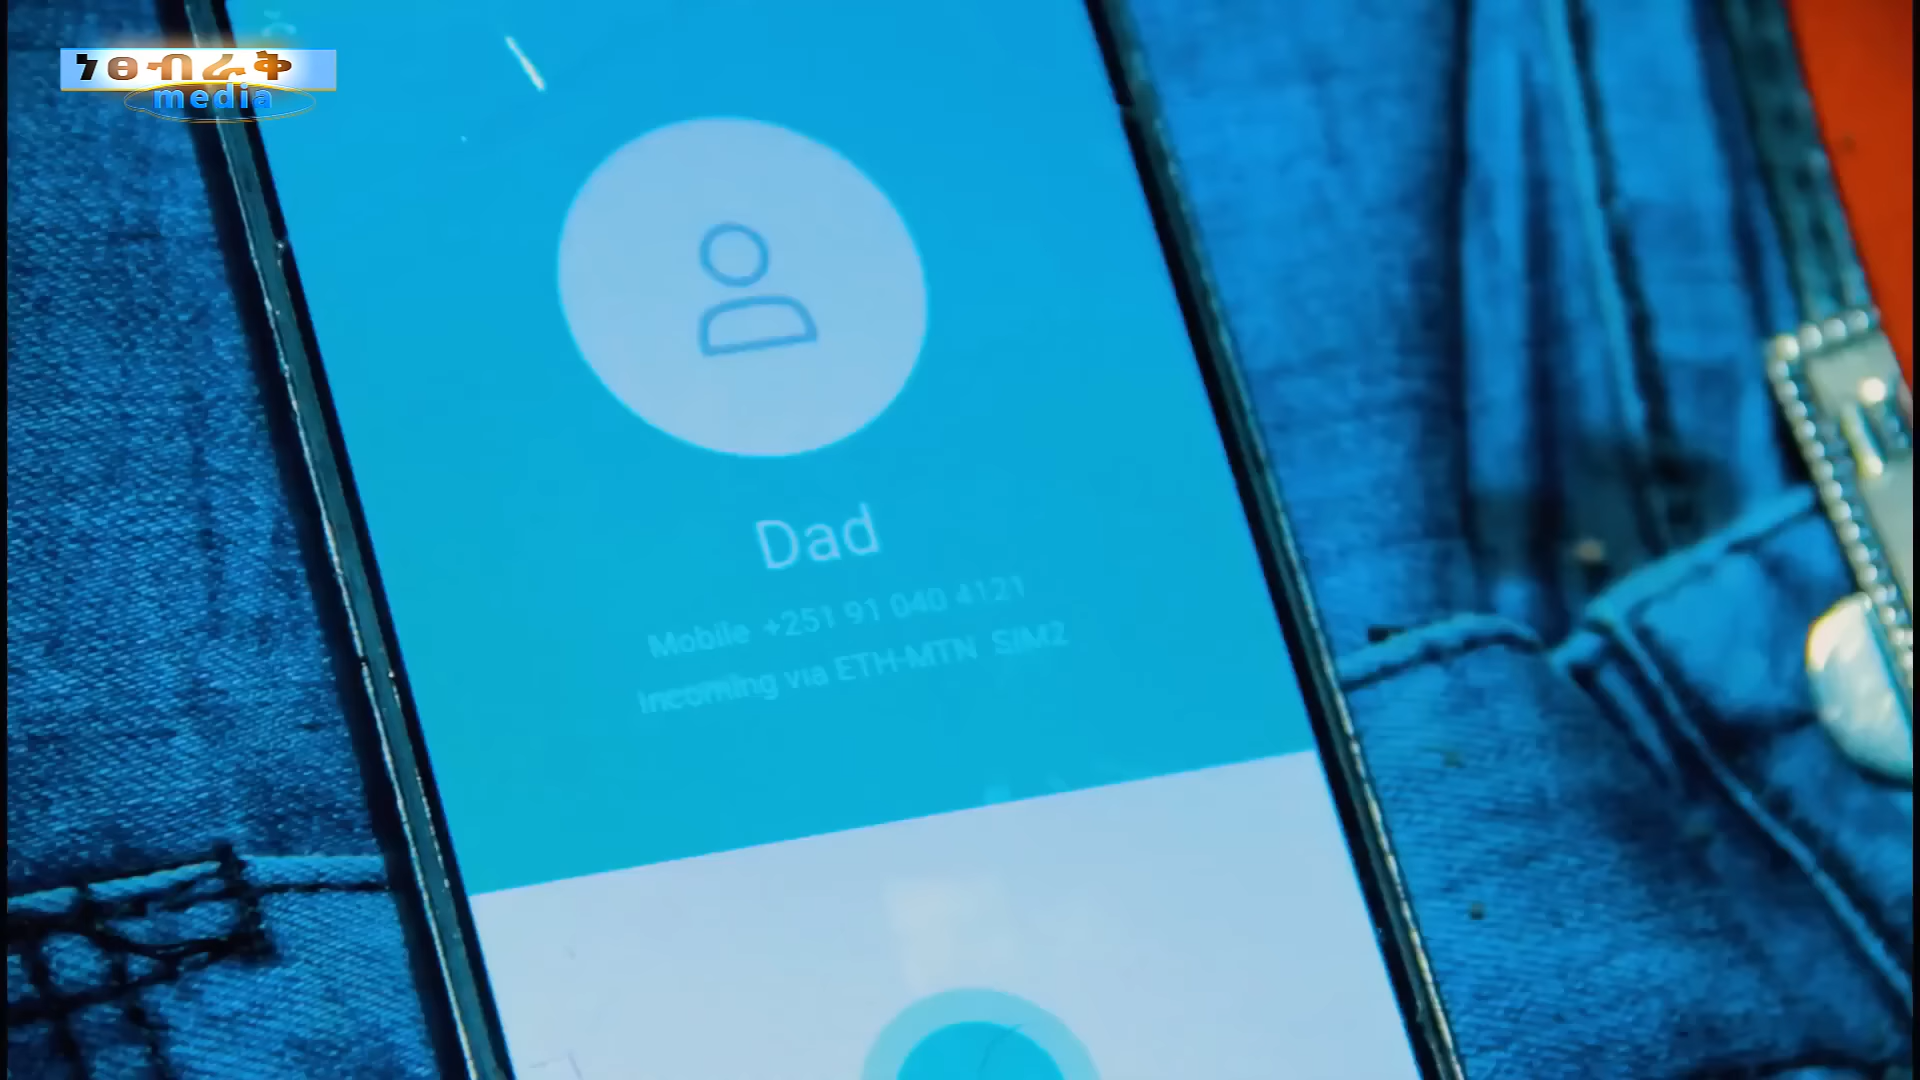 ነፀብራቅ
media
Dad
Mobile +251 91 040 4121
Incoming via ETH-MTN SIM2